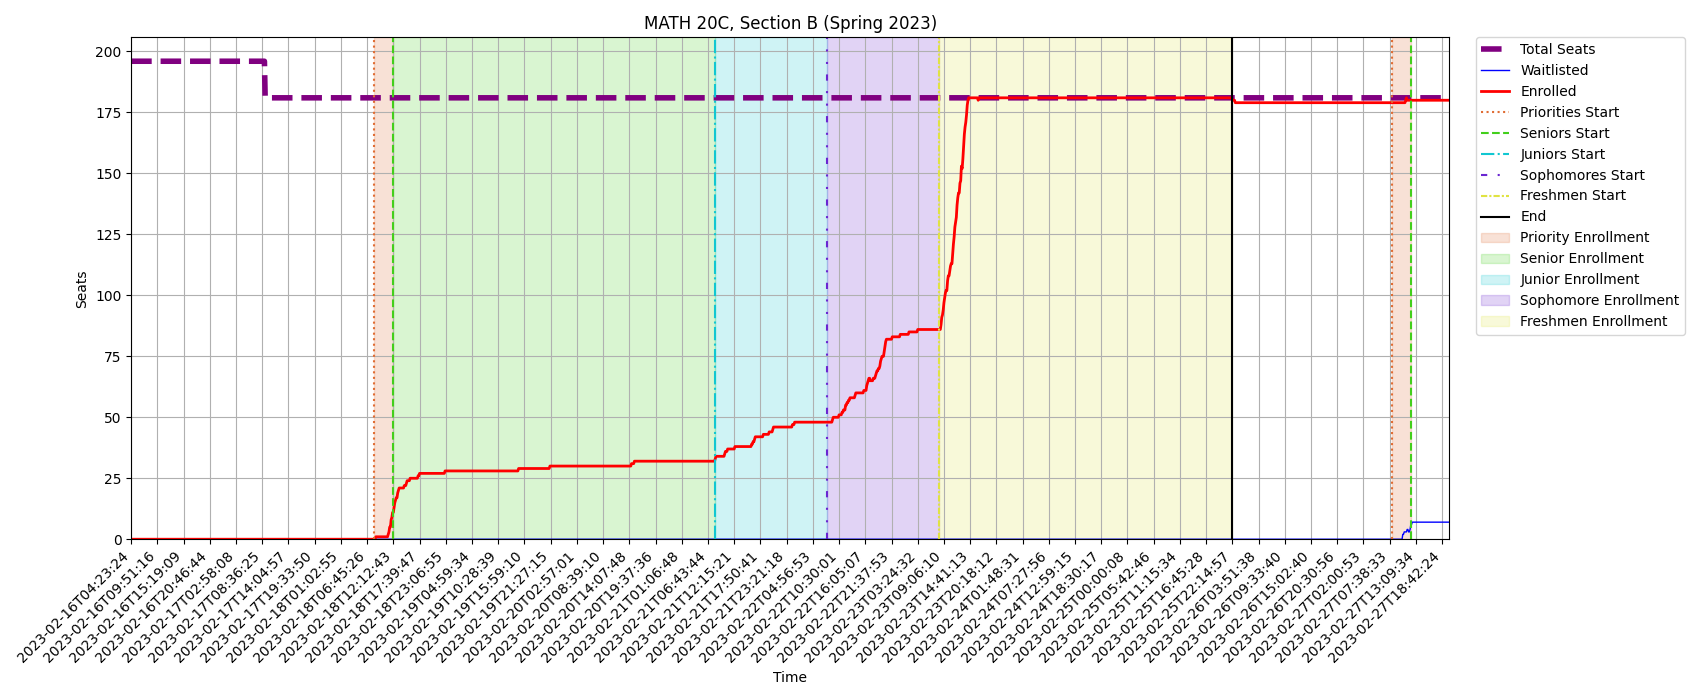 MATH 20C, Section B (Spring 2023)
200
175
150
125
100
75
50
25
0
Seats
2023-02-16T04:23:24
2023-02-16T09:51:16
2023-02-16T15:19:09
2023-02-16T20:46:44
2023-02-17T02:58:08
2023-02-17T08:36:25
2023-02-17T14:04:57
2023-02-17T19:33:50
2023-02-18T01:02:55
2023-02-18T06:45:26
2023-02-18T12:12:43
2023-02-18T17:39:47
2023-02-18T23:06:55
2023-02-19T04:59:34
2023-02-19T10:28:39
2023-02-19T15:59:10
2023-02-19T21:27:15
2023-02-20T02:57:01
2023-02-20T08:39:10
2023-02-20T14:07:48
2023-02-20T19:37:36
2023-02-21T01:06:48
2023-02-21T06:43:44
2023-02-21T12:15:21
2023-02-21T17:50:41
2023-02-21T23:21:18
2023-02-22T04:56:53
2023-02-22T10:30:01
2023-02-22T16:05:07
2023-02-22T21:37:53
2023-02-23T03:24:32
2023-02-23T09:06:10
2023-02-23T14:41:13
2023-02-23T20:18:12
2023-02-24T01:48:31
2023-02-24T07:27:56
2023-02-24T12:59:15
2023-02-24T18:30:17
2023-02-25T00:00:08
2023-02-25T05:42:46
2023-02-25T11:15:34
2023-02-25T16:45:28
2023-02-25T22:14:57
2023-02-26T03:51:38
2023-02-26T09:33:40
2023-02-26T15:02:40
2023-02-26T20:30:56
2023-02-27T02:00:53
2023-02-27T07:38:33
2023-02-27T13:09:34
2023-02-27T18:42:24
Time
Total Seats
Waitlisted
Enrolled
Priorities Start
Seniors Start
Juniors Start
Sophomores Start
Freshmen Start
End
Priority Enrollment
Senior Enrollment
Junior Enrollment
Sophomore Enrollment
Freshmen Enrollment